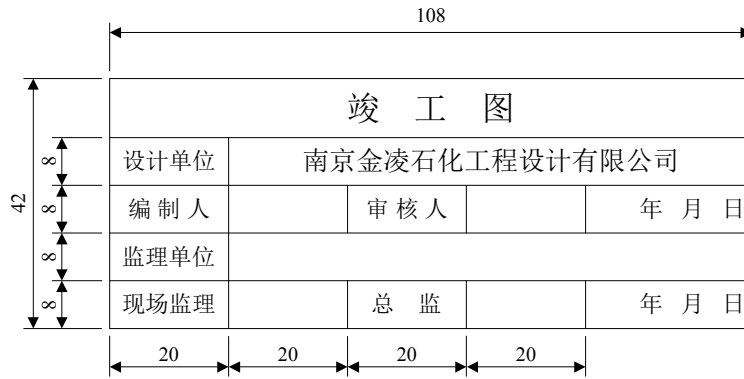 108
竣 工 图
设计单位 南京金凌石化工程设计有限公司
编 制 人 审 核 人 年 月 日
监理单位
现场监理 总 监 年 月 日
42
8
8
8
8
20 20 20 20